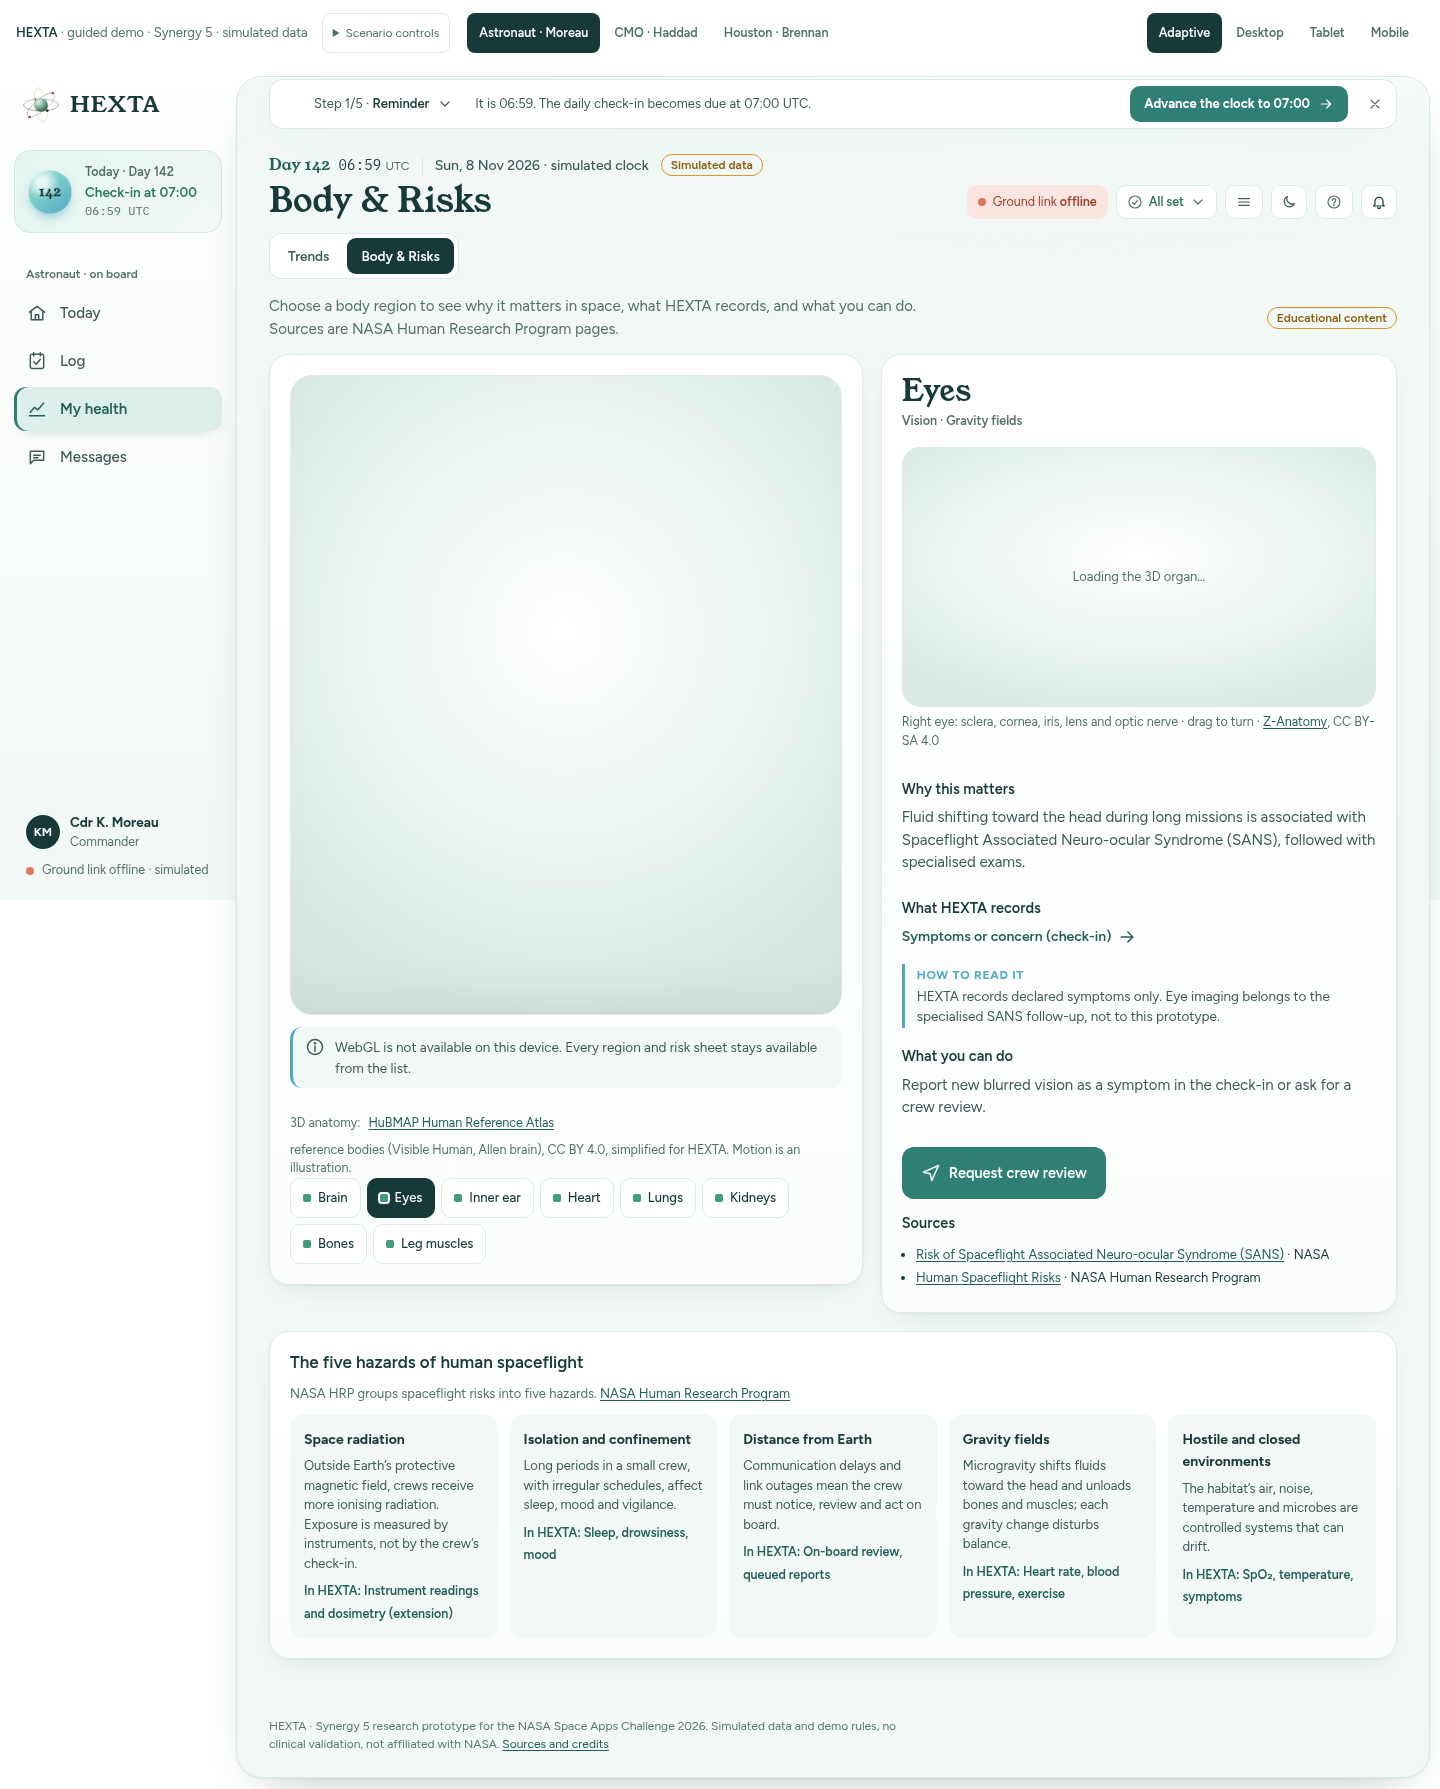 HEXTA · guided demo · Synergy 5 · simulated data
Scenario controls
Astronaut · Moreau
CMO · Haddad
Houston · Brennan
Adaptive
Desktop
Tablet
Mobile
HEXTA
142
Today · Day 142
Check-in at 07:00
06:59 UTC
Astronaut · on board
Today
Log
My health
Messages
KM
Cdr K. Moreau
Commander
Ground link offline · simulated
Step 1/5 · Reminder
It is 06:59. The daily check-in becomes due at 07:00 UTC.
Advance the clock to 07:00
Day 142 06:59 UTC
Sun, 8 Nov 2026 · simulated clock
Simulated data
Body & Risks
Ground link offline
All set
Trends
Body & Risks
Choose a body region to see why it matters in space, what HEXTA records, and what you can do.
Sources are NASA Human Research Program pages.
Educational content
WebGL is not available on this device. Every region and risk sheet stays available
from the list.
3D anatomy: HuBMAP Human Reference Atlas
reference bodies (Visible Human, Allen brain), CC BY 4.0, simplified for HEXTA. Motion is an
illustration.
Brain
Eyes
Inner ear
Heart
Lungs
Kidneys
Bones
Leg muscles
Eyes
Vision · Gravity fields
Loading the 3D organ…
Right eye: sclera, cornea, iris, lens and optic nerve · drag to turn · Z-Anatomy, CC BY-
SA 4.0
Why this matters
Fluid shifting toward the head during long missions is associated with
Spaceflight Associated Neuro-ocular Syndrome (SANS), followed with
specialised exams.
What HEXTA records
Symptoms or concern (check-in)
HOW TO READ IT
HEXTA records declared symptoms only. Eye imaging belongs to the
specialised SANS follow-up, not to this prototype.
What you can do
Report new blurred vision as a symptom in the check-in or ask for a
crew review.
Request crew review
Sources
Risk of Spaceflight Associated Neuro-ocular Syndrome (SANS) · NASA
Human Spaceflight Risks · NASA Human Research Program
The five hazards of human spaceflight
NASA HRP groups spaceflight risks into five hazards. NASA Human Research Program
Space radiation
Outside Earth's protective
magnetic field, crews receive
more ionising radiation.
Exposure is measured by
instruments, not by the crew's
check-in.
In HEXTA: Instrument readings
and dosimetry (extension)
Isolation and confinement
Long periods in a small crew,
with irregular schedules, affect
sleep, mood and vigilance.
In HEXTA: Sleep, drowsiness,
mood
Distance from Earth
Communication delays and
link outages mean the crew
must notice, review and act on
board.
In HEXTA: On-board review,
queued reports
Gravity fields
Microgravity shifts fluids
toward the head and unloads
bones and muscles; each
gravity change disturbs
balance.
In HEXTA: Heart rate, blood
pressure, exercise
Hostile and closed
environments
The habitat's air, noise,
temperature and microbes are
controlled systems that can
drift.
In HEXTA: SpO₂, temperature,
symptoms
HEXTA · Synergy 5 research prototype for the NASA Space Apps Challenge 2026. Simulated data and demo rules, no
clinical validation, not affiliated with NASA. Sources and credits